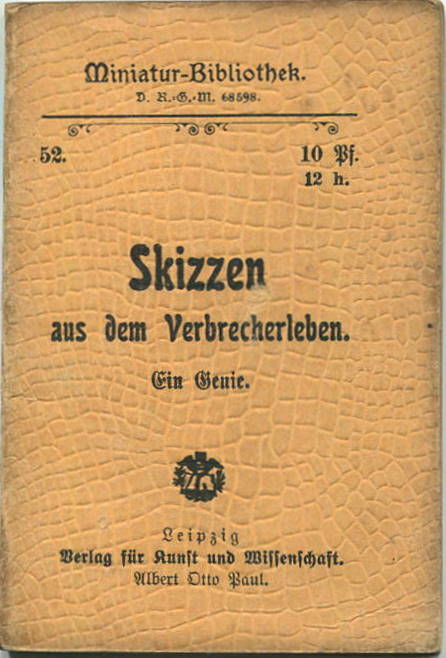 Miniatur-Bibliothek.
D. R.-G.-M. 68598.
52.
10 Pf.
12 h.
Skizzen
aus dem Verbrecherleben.
Ein Genie.
Leipzig
Verlag für Kunst und Wissenschaft.
Albert Otto Paul.